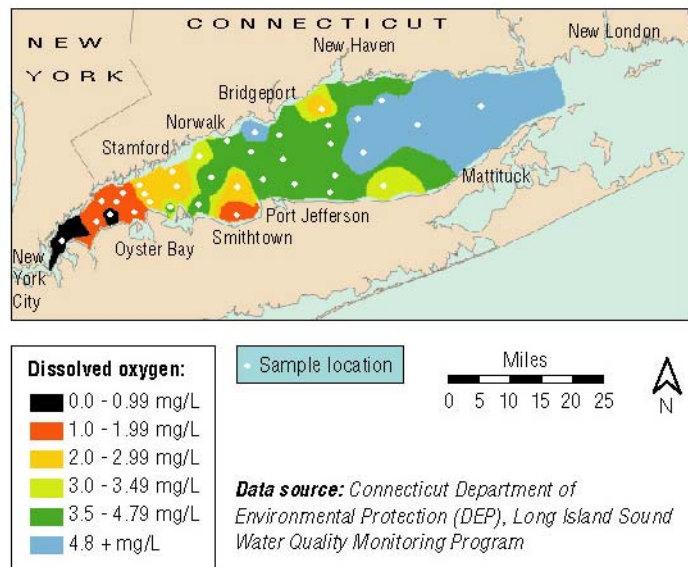 CONNECTICUT
NEW
YORK
New London
New Haven
Bridgeport
Norwalk
Stamford
Mattituck
Port Jefferson
Oyster Bay
Smithtown
New
York
City
Dissolved oxygen:
0.0 - 0.99 mg/L
1.0 - 1.99 mg/L
2.0 - 2.99 mg/L
3.0 - 3.49 mg/L
3.5 - 4.79 mg/L
4.8 + mg/L
Sample location
Miles
0 5 10 15 20 25
N
Data source: Connecticut Department of
Environmental Protection (DEP), Long Island Sound
Water Quality Monitoring Program